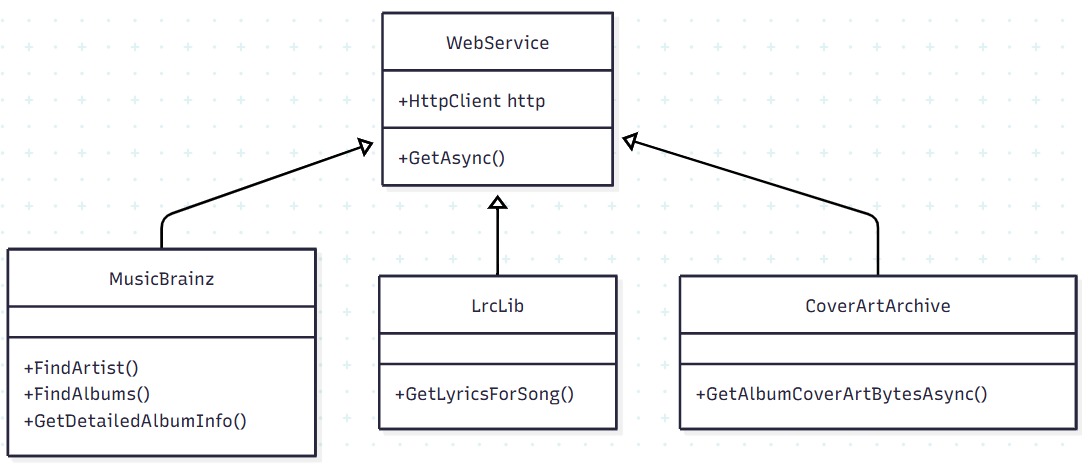 WebService
+HttpClient http
+GetAsync()
MusicBrainz
+FindArtist()
+FindAlbums()
+GetDetailedAlbumInfo()
LrcLib
+GetLyricsForSong()
CoverArtArchive
+GetAlbumCoverArtBytesAsync()